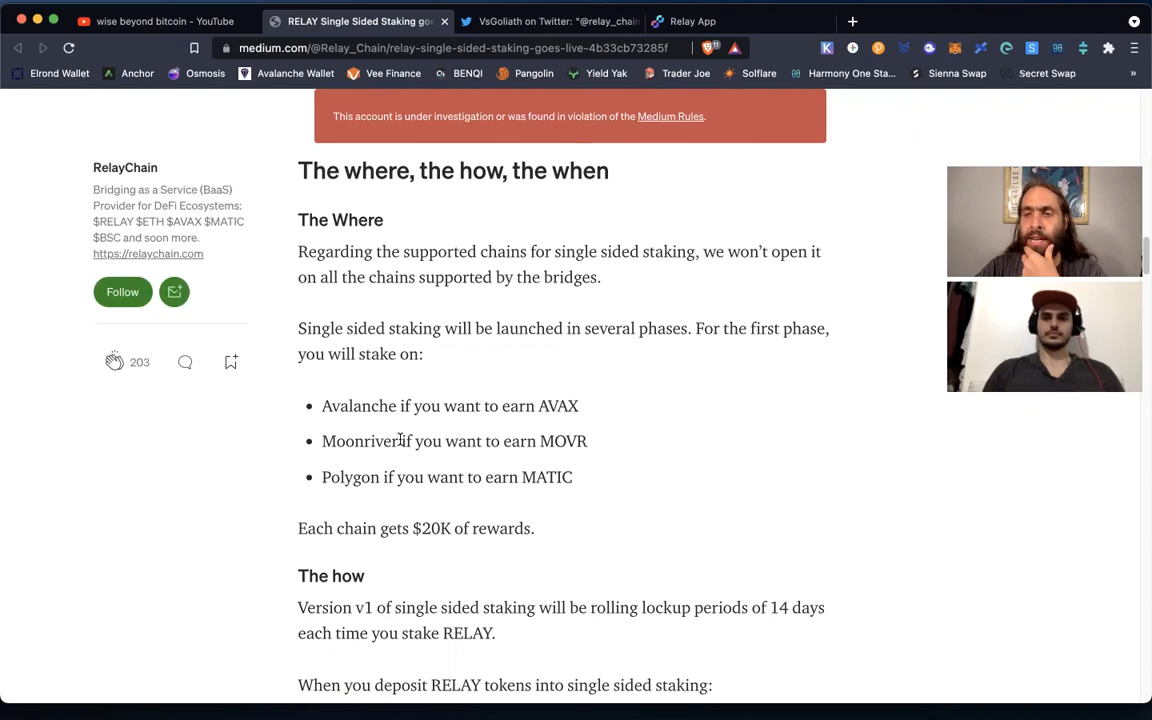 wise beyond bitcoin - YouTube
RELAY Single Sided Staking go
VsGoliath on Twitter: "@relay_chain
Relay App
medium.com/@Relay_Chain/relay-single-sided-staking-goes-live-4b33cb73285f
Elrond Wallet
Anchor
Osmosis
Avalanche Wallet
Vee Finance
BENQI
Pangolin
Yield Yak
Trader Joe
Solflare
Harmony One Sta...
Sienna Swap
Secret Swap
This account is under investigation or was found in violation of the Medium Rules.
RelayChain
Bridging as a Service (BaaS)
Provider for DeFi Ecosystems:
$RELAY $ETH $AVAX $MATIC
$BSC and soon more.
https://relaychain.com
Follow
203
The where, the how, the when
The Where
Regarding the supported chains for single sided staking, we won’t open it
on all the chains supported by the bridges.
Single sided staking will be launched in several phases. For the first phase,
you will stake on:
Avalanche if you want to earn AVAX
Moonriver if you want to earn MOVR
Polygon if you want to earn MATIC
Each chain gets $20K of rewards.
The how
Version v1 of single sided staking will be rolling lockup periods of 14 days
each time you stake RELAY.
When you deposit RELAY tokens into single sided staking: